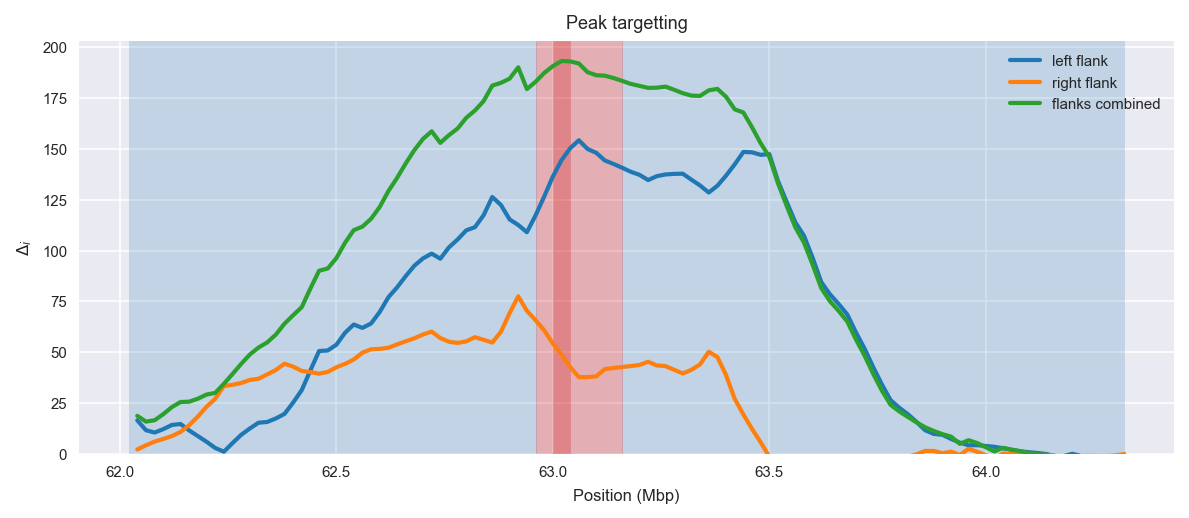 Peak targetting
200
175
150
125
100
75
50
25
0
Δi
62.0
62.5
63.0
63.5
64.0
Position (Mbp)
left flank
right flank
flanks combined